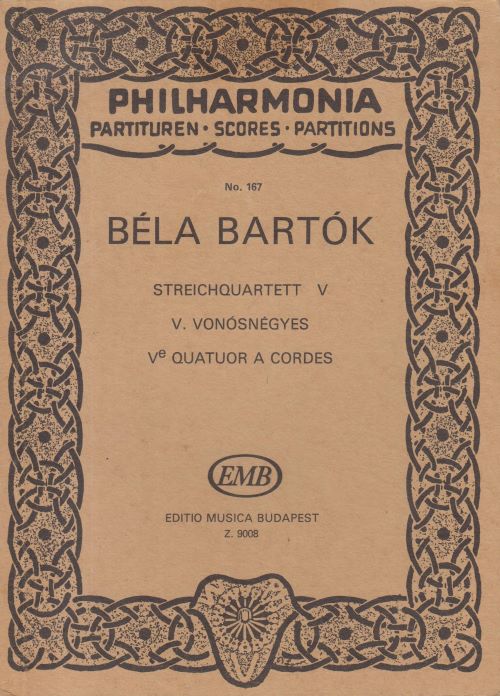 PHILHARMONIA
PARTITUREN · SCORES · PARTITIONS
No. 167
BÉLA BARTÓK
STREICHQUARTETT V
V. VONÓSNÉGYES
Ve QUATUOR A CORDES
EMB
EDITIO MUSICA BUDAPEST
Z. 9008